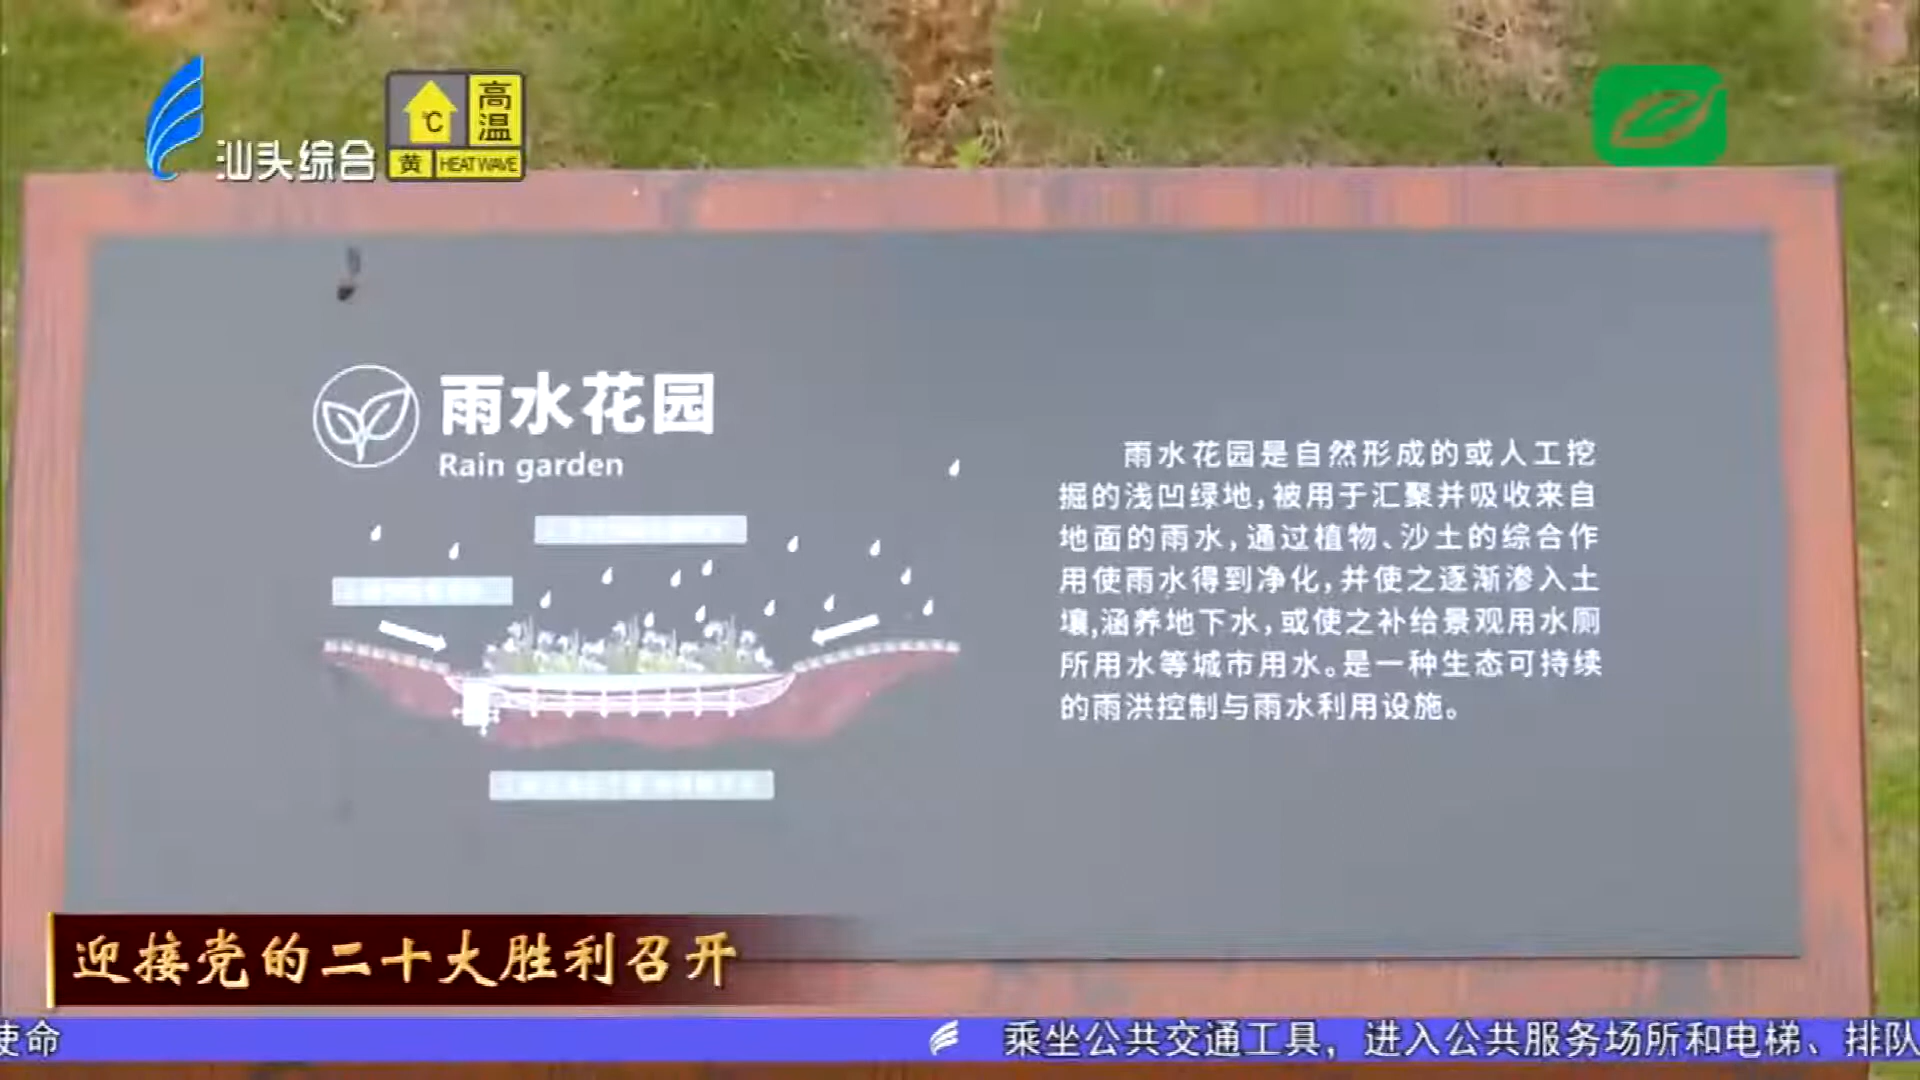 汕头综合
℃
高温
黄
HEAT WAVE
雨水花园
Rain garden
雨水花园是自然形成的或人工挖
掘的浅凹绿地,被用于汇聚并吸收来自
地面的雨水,通过植物、沙土的综合作
用使雨水得到净化,并使之逐渐渗入土
壤,涵养地下水,或使之补给景观用水厕
所用水等城市用水。是一种生态可持续
的雨洪控制与雨水利用设施。
迎接党的二十大胜利召开
使命
乘坐公共交通工具，进入公共服务场所和电梯、排队